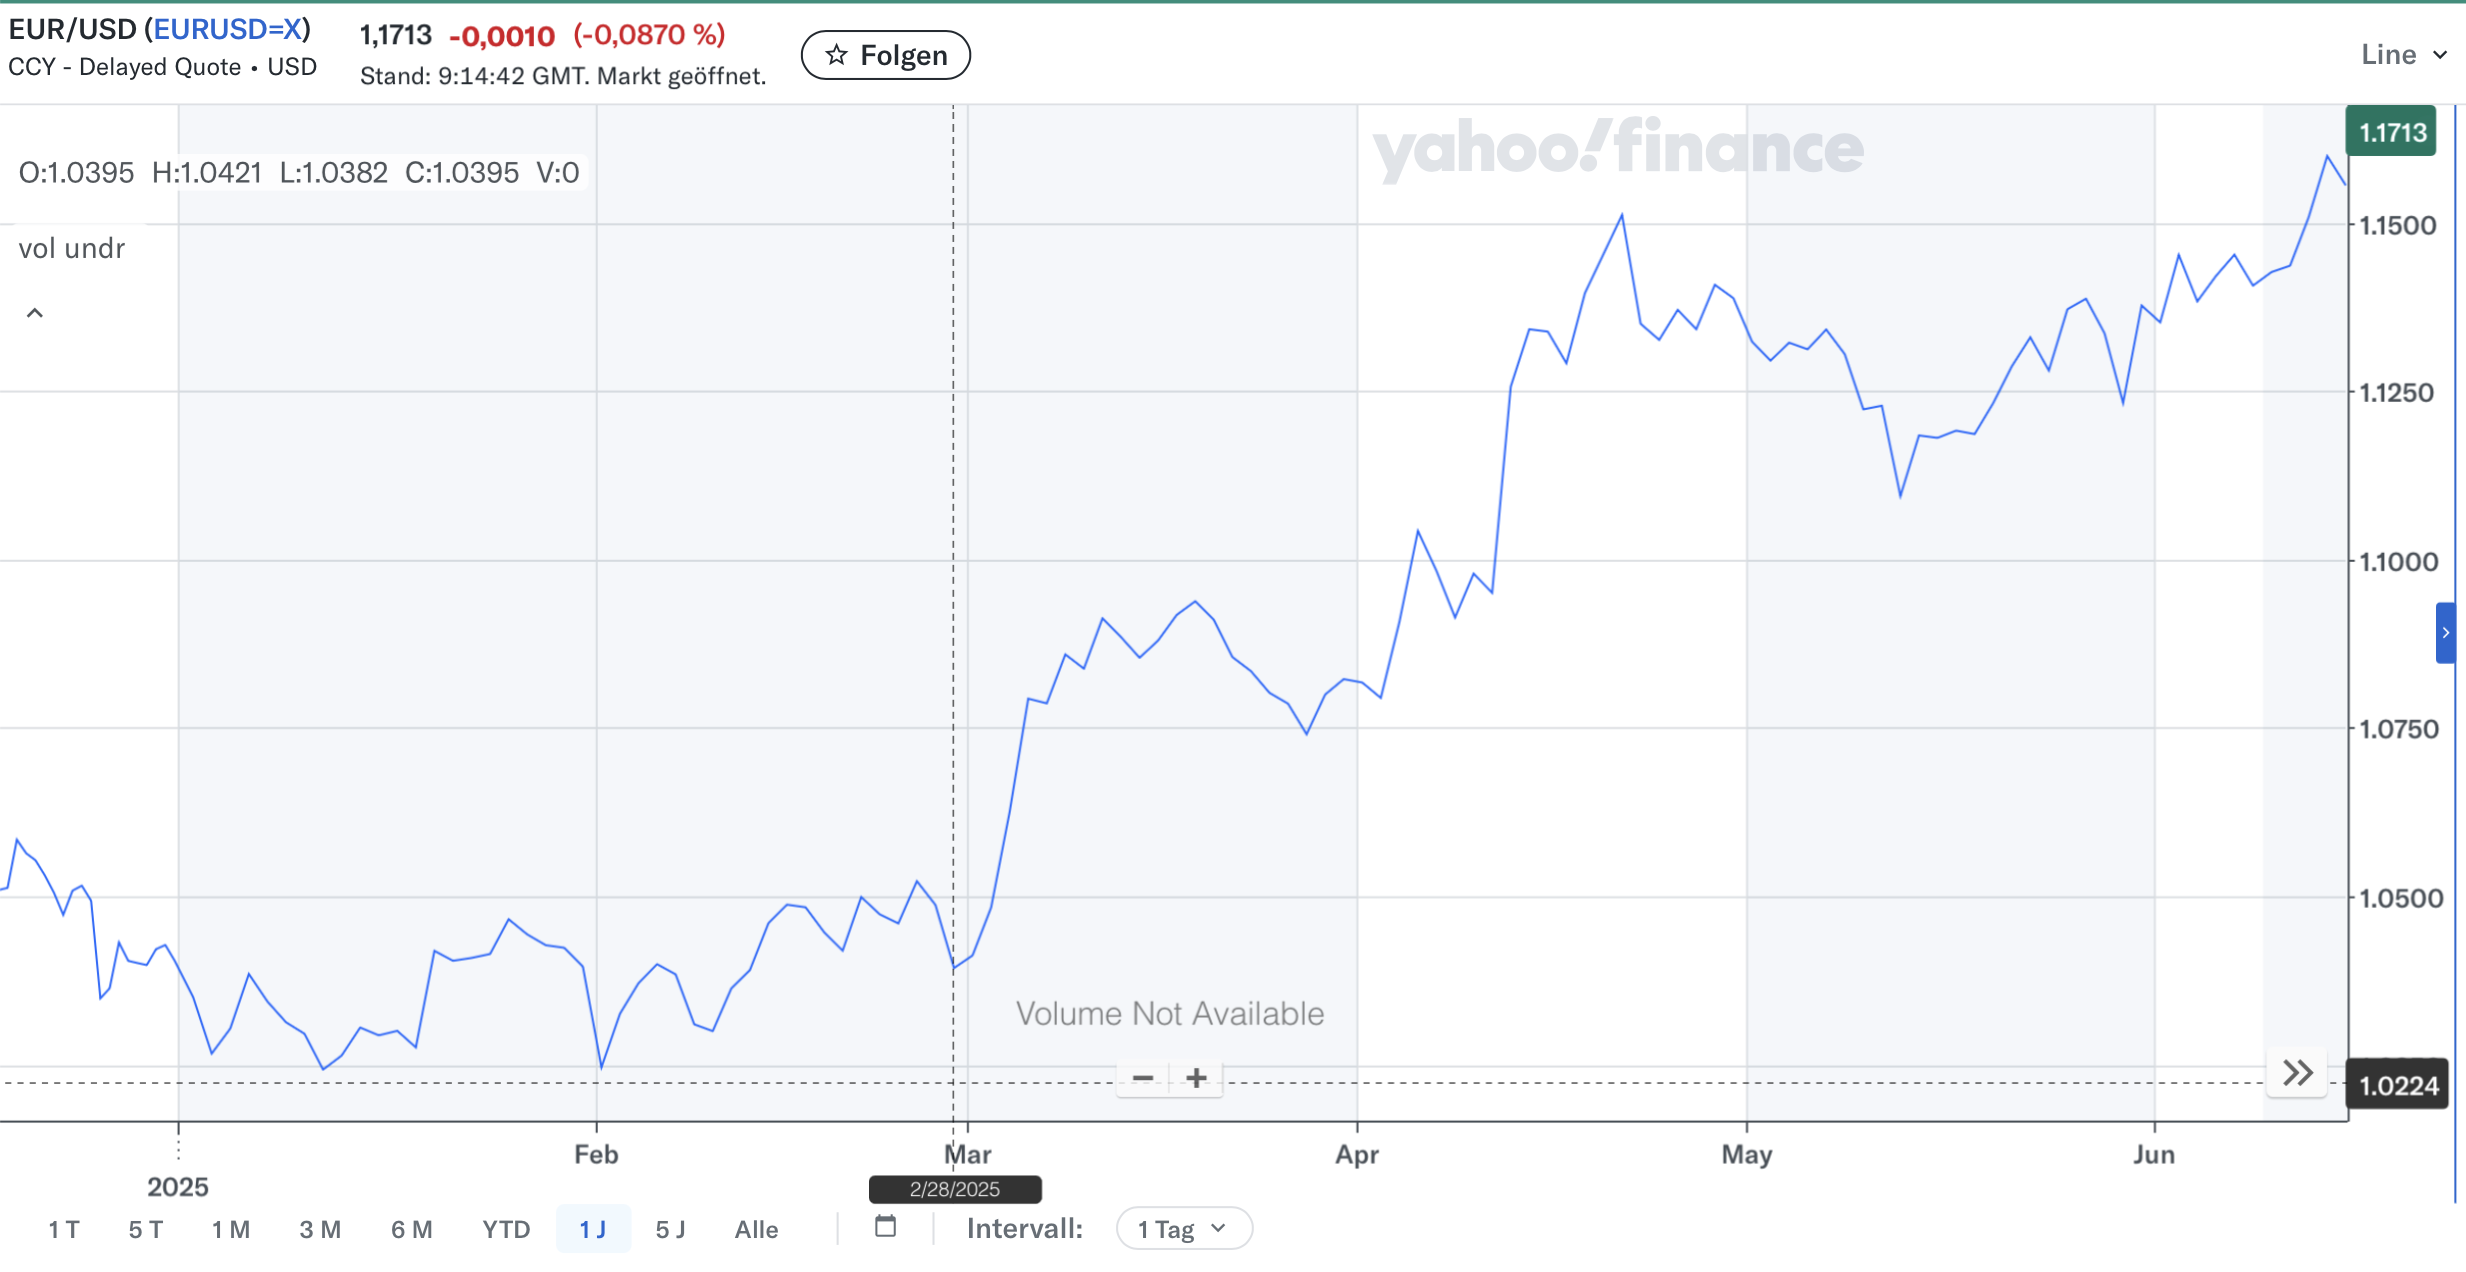 EUR/USD (EURUSD=X)
CCY - Delayed Quote • USD
1,1713 -0,0010 (-0,0870 %)
Stand: 9:14:42 GMT. Markt geöffnet.
Folgen
Line
yahoo!finance
O:1.0395 H:1.0421 L:1.0382 C:1.0395 V:0
vol undr
1.1713
1.1500
1.1250
1.1000
1.0750
1.0500
1.0224
Volume Not Available
Feb Mar Apr May Jun
2025
2/28/2025
1 T 5 T 1 M 3 M 6 M YTD 1 J 5 J Alle Intervall: 1 Tag